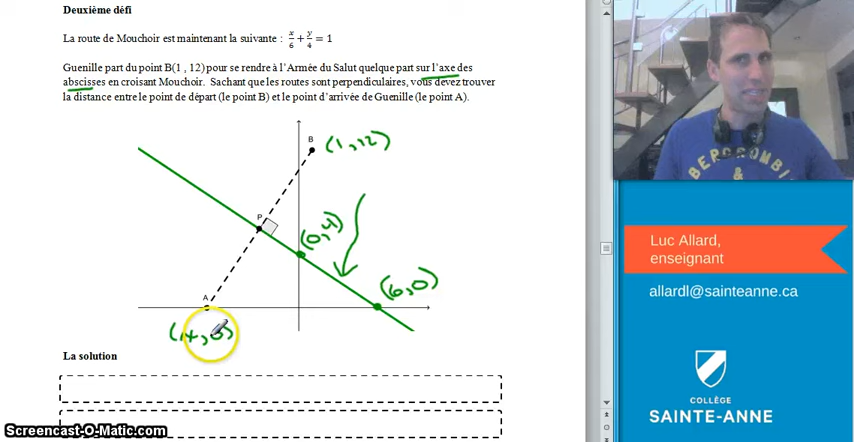 Deuxième défi
La route de Mouchoir est maintenant la suivante : x/6 + y/4 = 1
Guenille part du point B(1 , 12) pour se rendre à l'Armée du Salut quelque part sur l'axe des
abscisses en croisant Mouchoir. Sachant que les routes sont perpendiculaires, vous devez trouver
la distance entre le point de départ (le point B) et le point d'arrivée de Guenille (le point A).
B
(1,12)
P
(0,4)
(6,0)
A
La solution
ABERCROMBIE
&
Luc Allard,
enseignant
allardl@sainteanne.ca
COLLÈGE
SAINTE-ANNE
Screencast-O-Matic.com